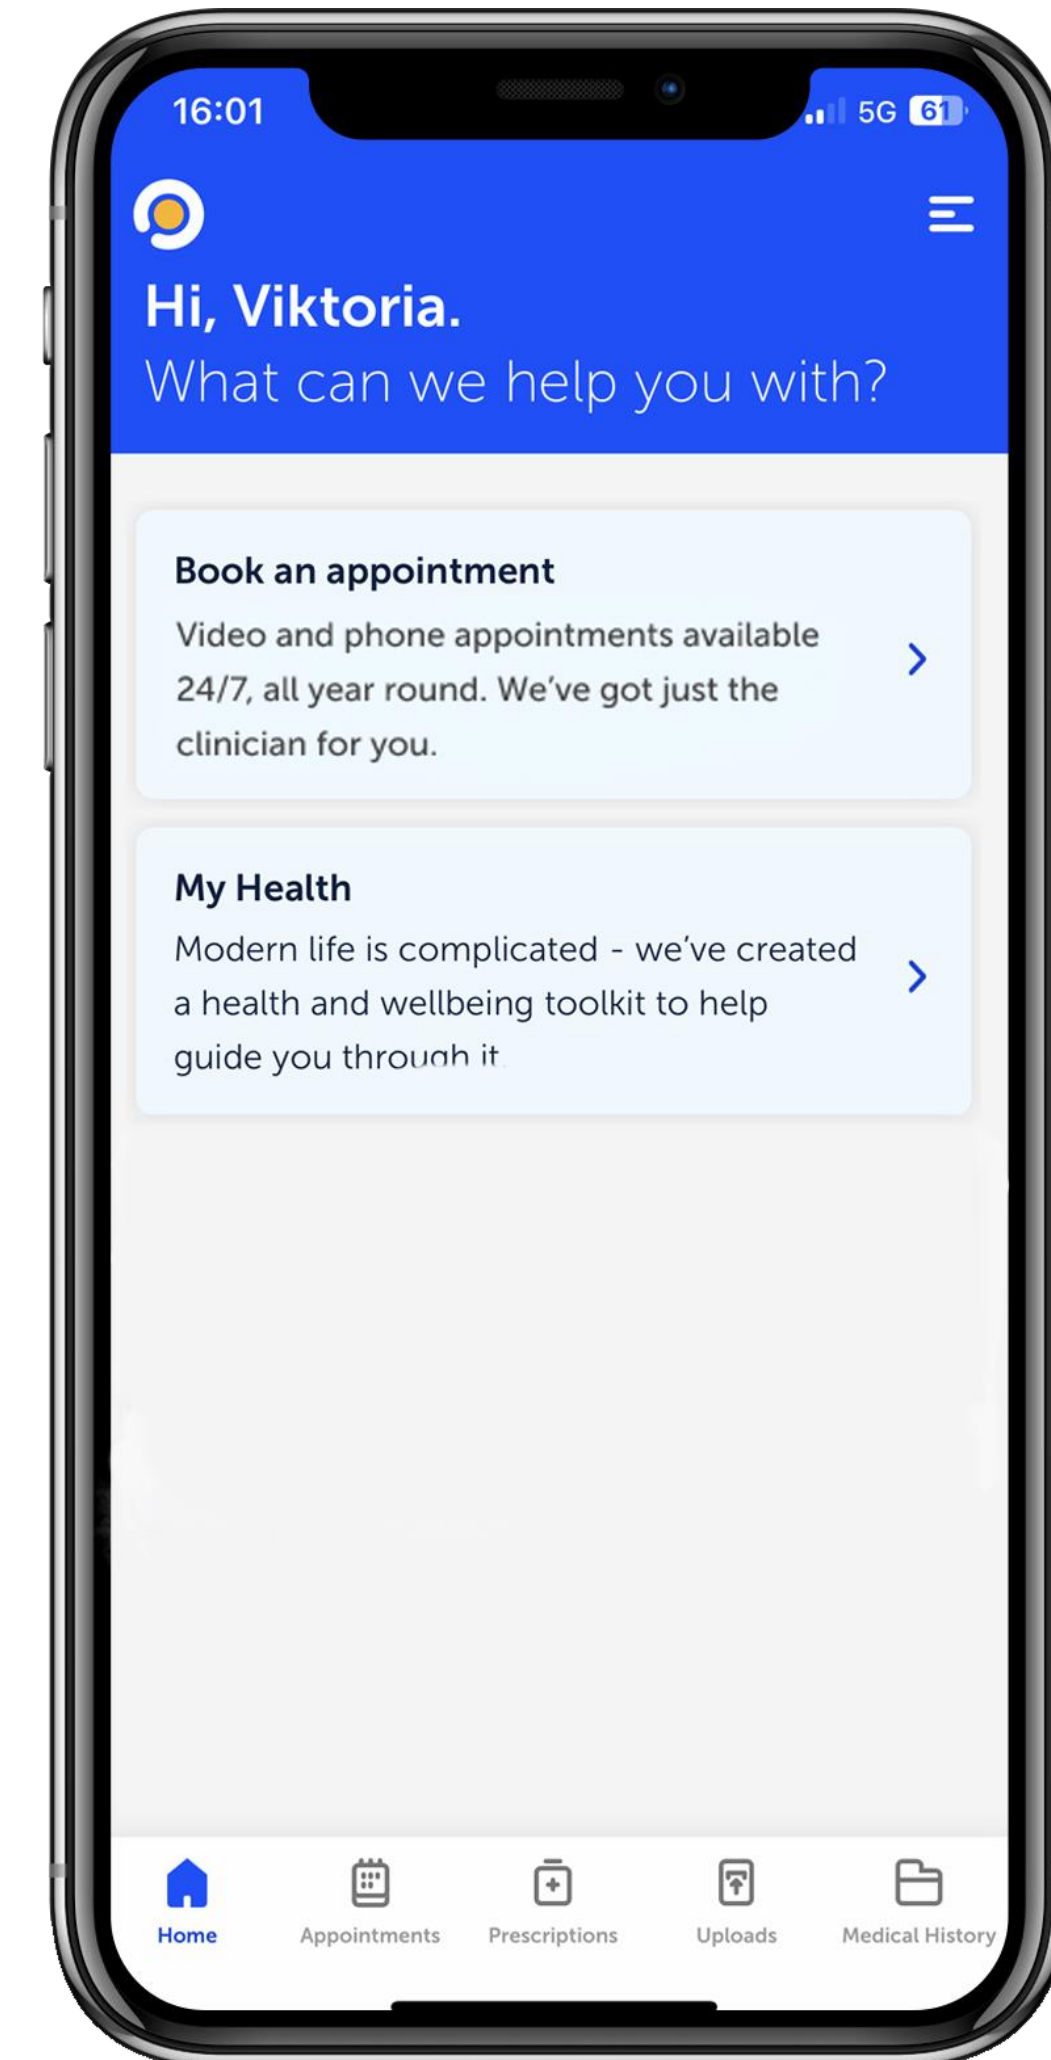 16:01
5G 61
Hi, Viktoria.
What can we help you with?
Book an appointment
Video and phone appointments available
24/7, all year round. We’ve got just the
clinician for you.
My Health
Modern life is complicated - we’ve created
a health and wellbeing toolkit to help
guide you through it
Home
Appointments
Prescriptions
Uploads
Medical History